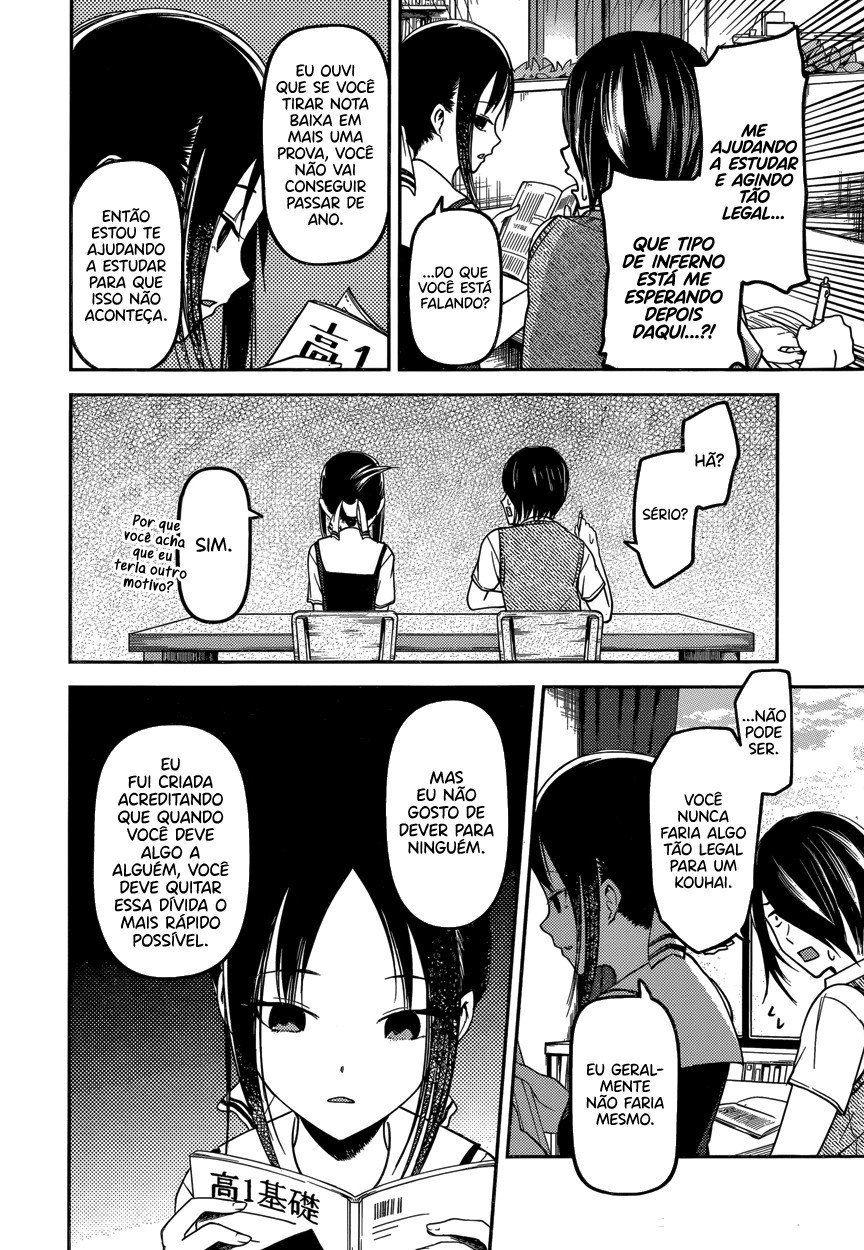 ME
AJUDANDO
A ESTUDAR
E AGINDO
TÃO
LEGAL...
QUE TIPO
DE INFERNO
ESTÁ ME
ESPERANDO
DEPOIS
DAQUI...?!
...DO QUE
VOCÊ ESTÁ
FALANDO?
EU OUVI
QUE SE VOCÊ
TIRAR NOTA
BAIXA EM
MAIS UMA
PROVA, VOCÊ
NÃO VAI
CONSEGUIR
PASSAR DE
ANO.
ENTÃO
ESTOU TE
AJUDANDO
A ESTUDAR
PARA QUE
ISSO NÃO
ACONTEÇA.
高1基
HÃ?
SÉRIO?
SIM.
Por que
você acha
que eu
teria outro
motivo?
...NÃO
PODE
SER.
VOCÊ
NUNCA
FARIA ALGO
TÃO LEGAL
PARA UM
KOUHAI.
EU GERAL-
MENTE
NÃO FARIA
MESMO.
MAS
EU NÃO
GOSTO DE
DEVER PARA
NINGUÉM.
EU
FUI CRIADA
ACREDITANDO
QUE QUANDO
VOCÊ DEVE
ALGO A
ALGUÉM, VOCÊ
DEVE QUITAR
ESSA DÍVIDA O
MAIS RÁPIDO
POSSÍVEL.
高1基礎